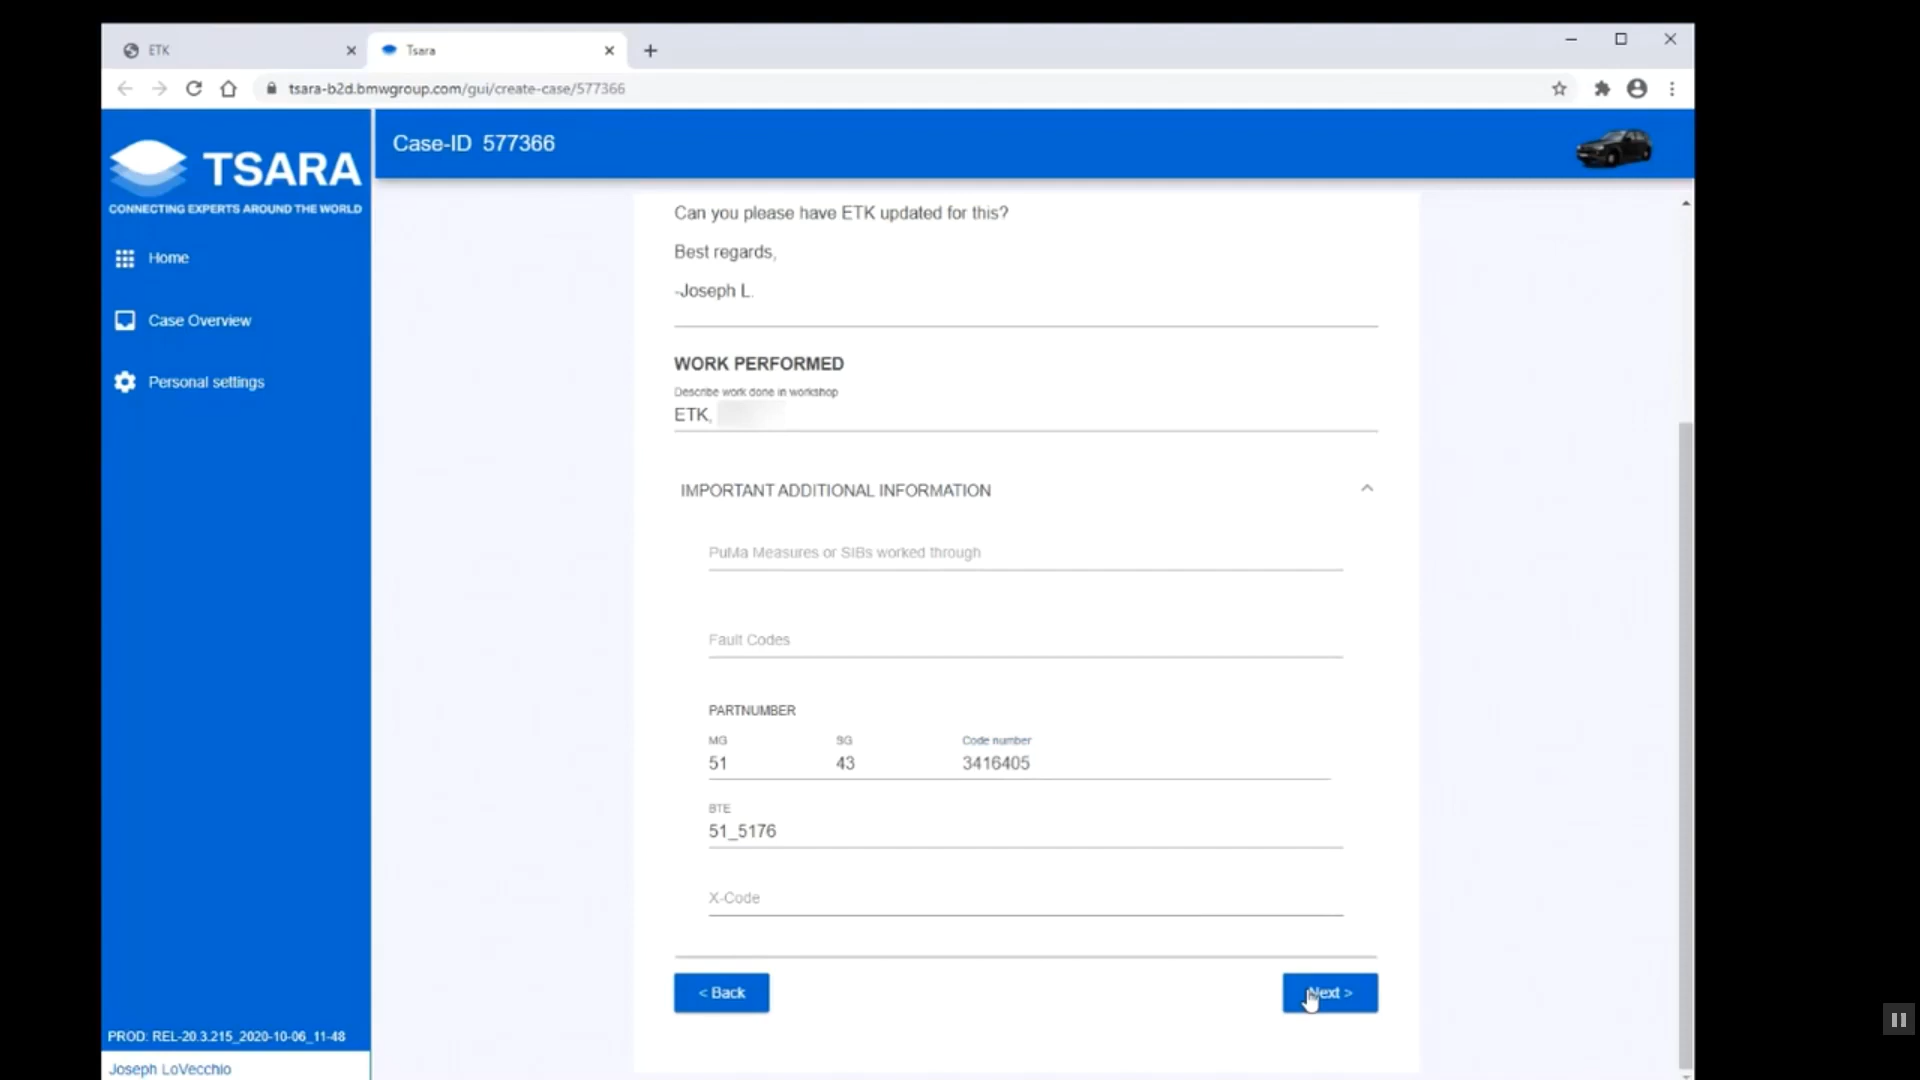 ETK
Tsara
tsara-b2d.bmwgroup.com/gui/create-case/577366
TSARA
CONNECTING EXPERTS AROUND THE WORLD
Home
Case Overview
Personal settings
PROD: REL-20.3.215_2020-10-06_11-48
Joseph LoVecchio
Case-ID 577366
Can you please have ETK updated for this?
Best regards,
-Joseph L.
WORK PERFORMED
Describe work done in workshop
ETK,
IMPORTANT ADDITIONAL INFORMATION
PuMa Measures or SIBs worked through
Fault Codes
PARTNUMBER
MG SG Code number
51 43 3416405
BTE
51_5176
X-Code
< Back
Next >